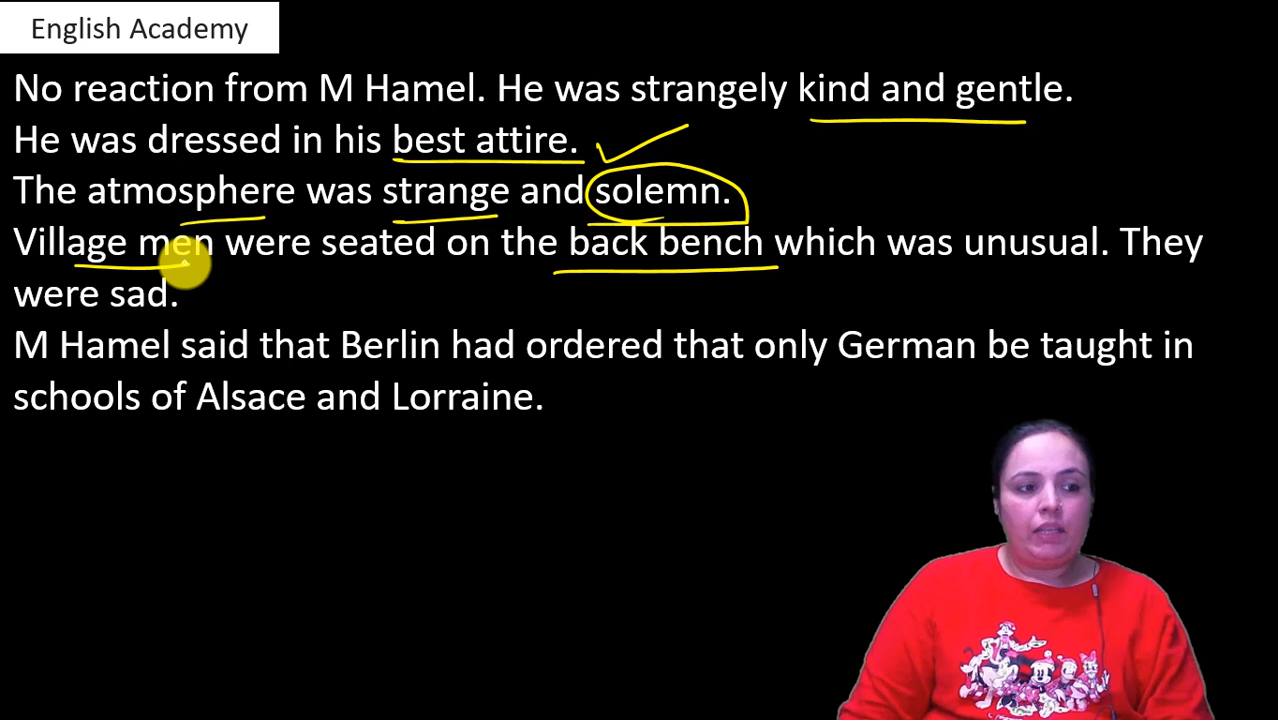 English Academy
No reaction from M Hamel. He was strangely kind and gentle.
He was dressed in his best attire.
The atmosphere was strange and solemn.
Village men were seated on the back bench which was unusual. They
were sad.
M Hamel said that Berlin had ordered that only German be taught in
schools of Alsace and Lorraine.